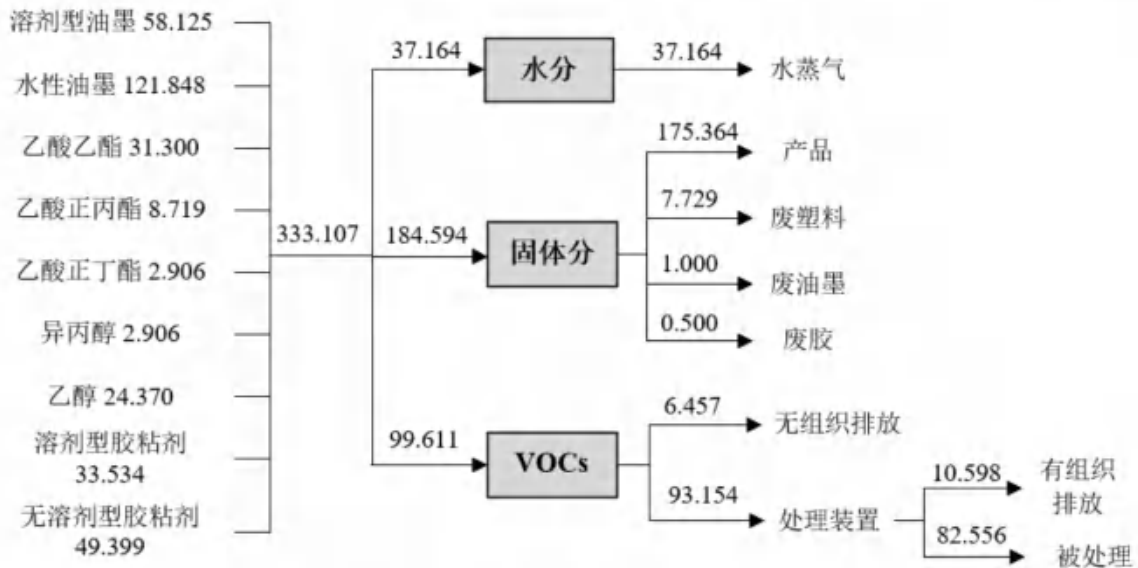 溶剂型油墨 58.125
水性油墨 121.848
乙酸乙酯 31.300
乙酸正丙酯 8.719
乙酸正丁酯 2.906
异丙醇 2.906
乙醇 24.370
溶剂型胶粘剂
33.534
无溶剂型胶粘剂
49.399
333.107
37.164
水分
37.164
水蒸气
184.594
固体分
175.364
产品
7.729
废塑料
1.000
废油墨
0.500
废胶
99.611
VOCs
6.457
无组织排放
93.154
处理装置
10.598
有组织
排放
82.556
被处理